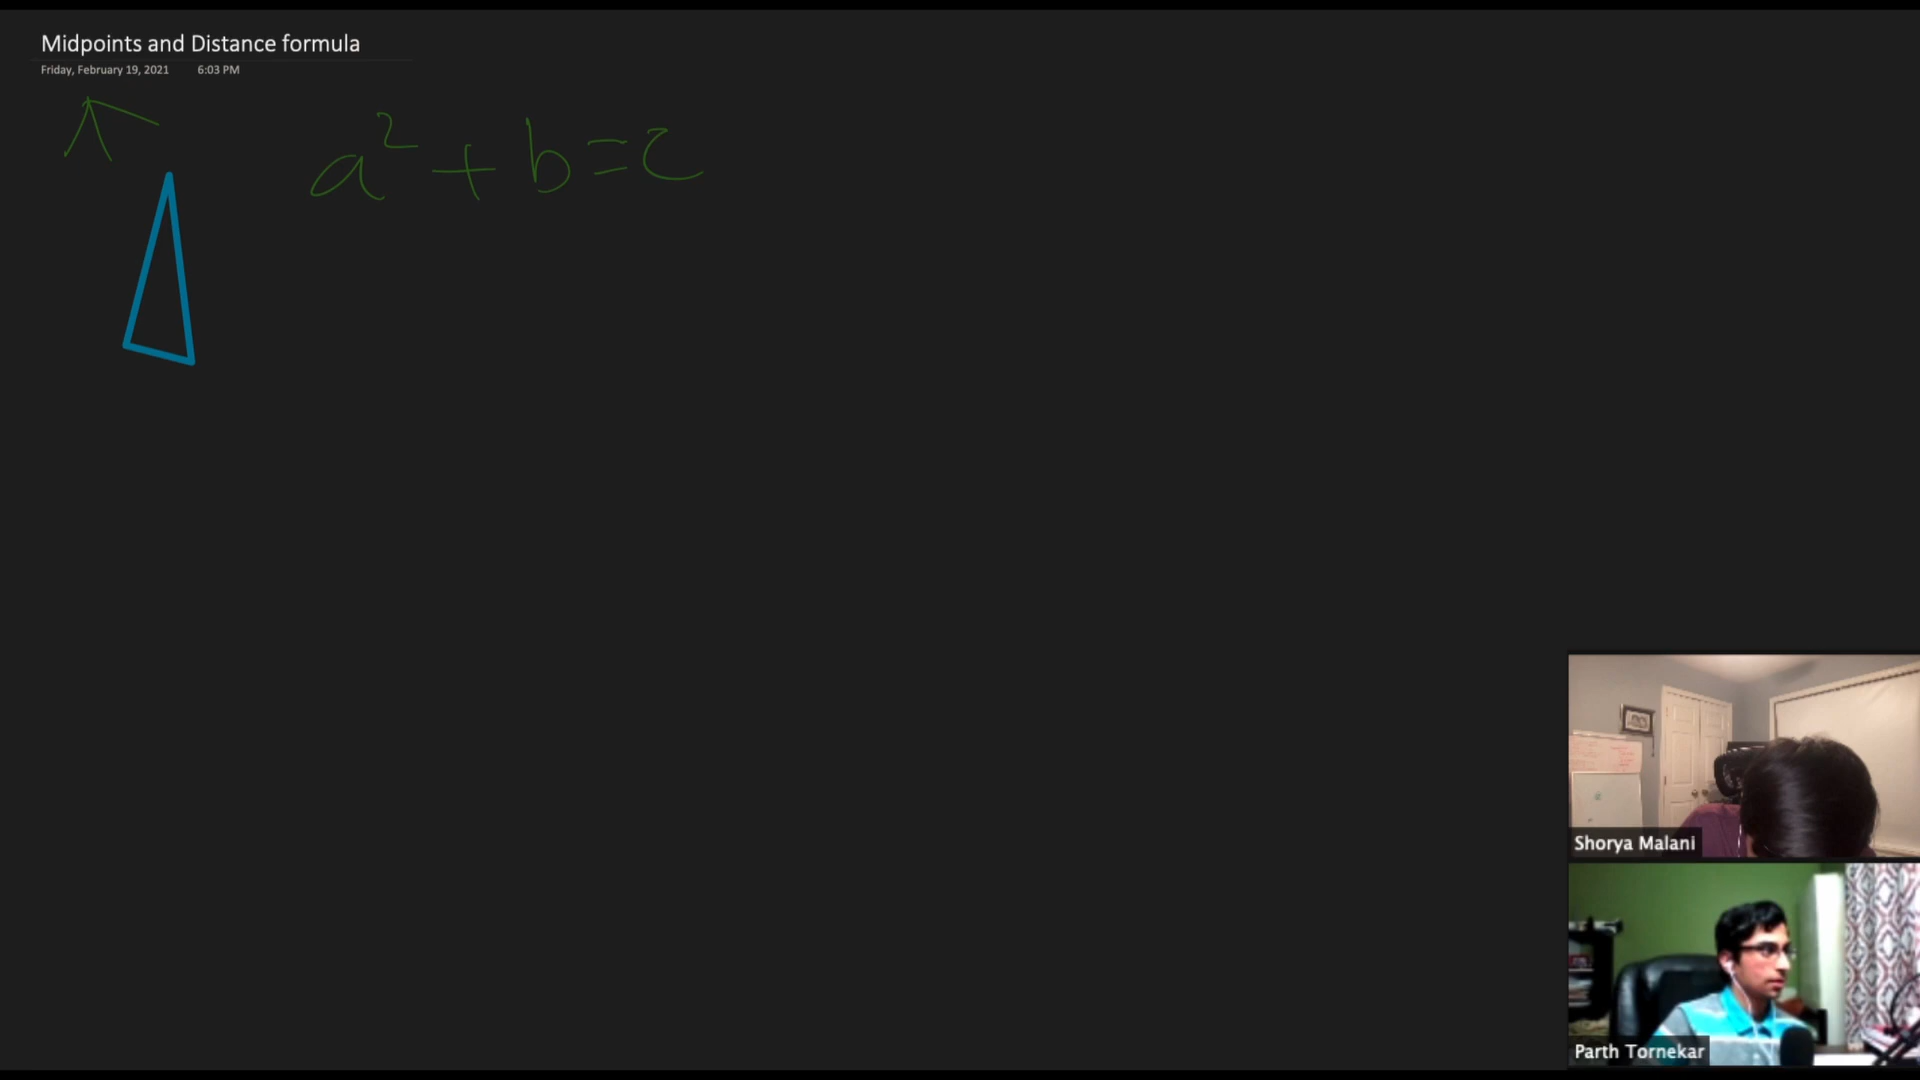 Midpoints and Distance formula
Friday, February 19, 2021 6:03 PM
a² + b = c
Shorya Malani
Parth Tornekar